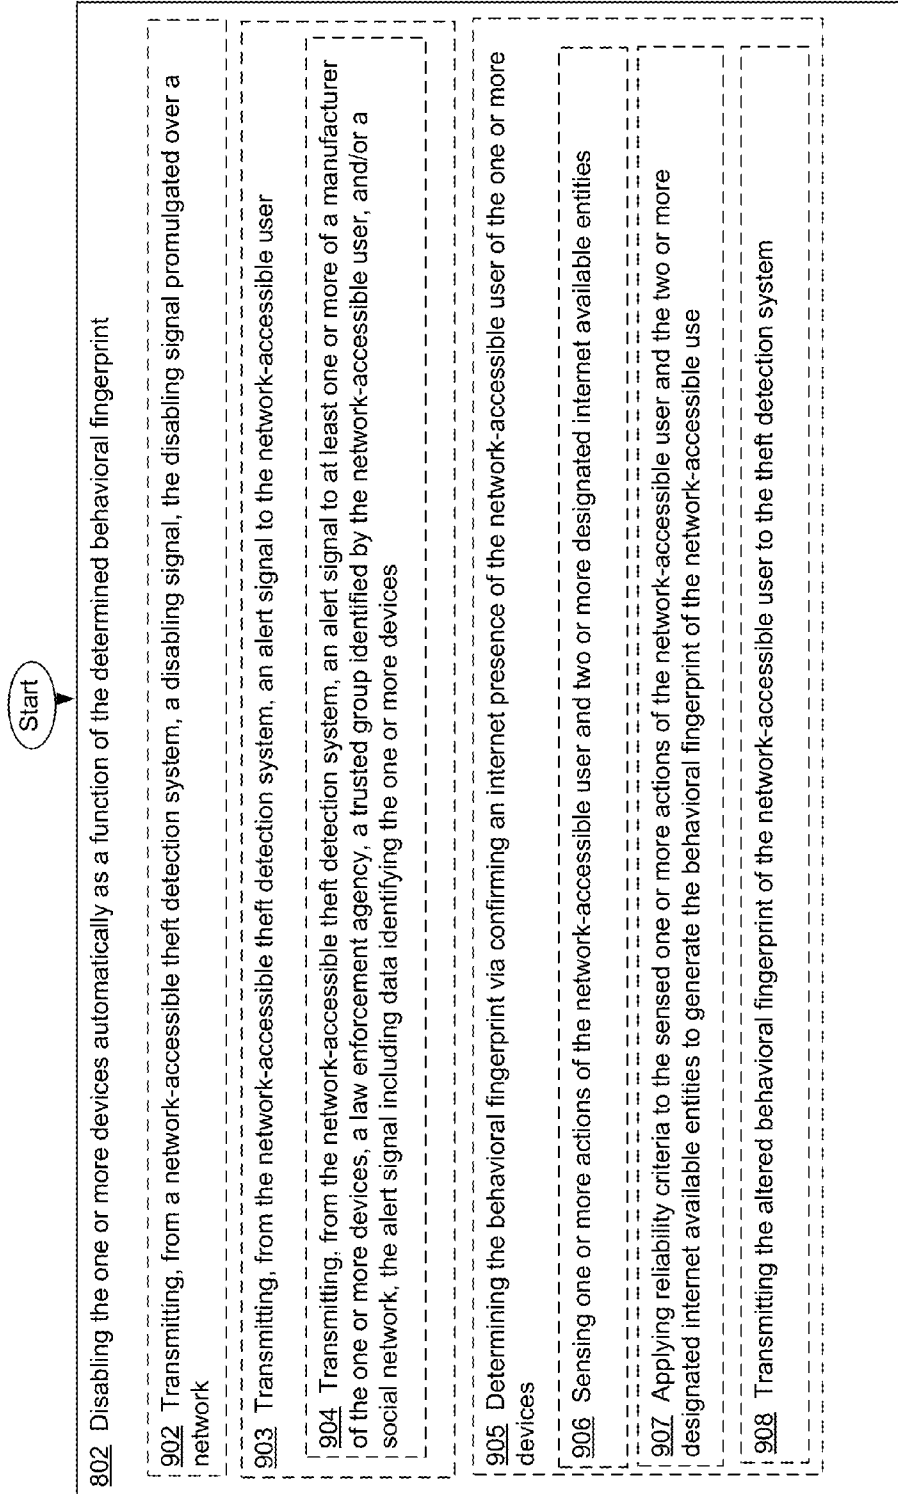 Start
802 Disabling the one or more devices automatically as a function of the determined behavioral fingerprint
902 Transmitting, from a network-accessible theft detection system, a disabling signal, the disabling signal promulgated over a
network
903 Transmitting, from the network-accessible theft detection system, an alert signal to the network-accessible user
904 Transmitting, from the network-accessible theft detection system, an alert signal to at least one or more of a manufacturer
of the one or more devices, a law enforcement agency, a trusted group identified by the network-accessible user, and/or a
social network, the alert signal including data identifying the one or more devices
905 Determining the behavioral fingerprint via confirming an internet presence of the network-accessible user of the one or more
devices
906 Sensing one or more actions of the network-accessible user and two or more designated internet available entities
907 Applying reliability criteria to the sensed one or more actions of the network-accessible user and the two or more
designated internet available entities to generate the behavioral fingerprint of the network-accessible use
908 Transmitting the altered behavioral fingerprint of the network-accessible user to the theft detection system